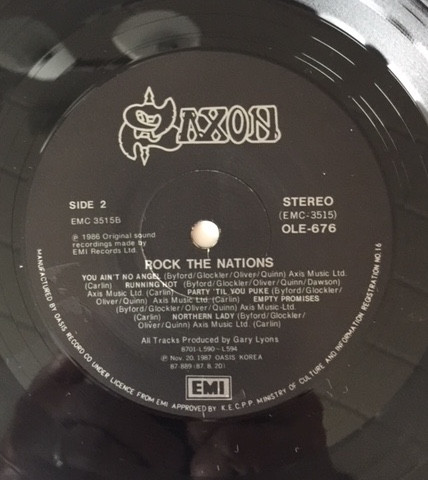 SAXON
SIDE 2
EMC 3515B
STEREO
(EMC-3515)
OLE-676
℗ 1986 Original sound
recordings made by
EMI Records Ltd.
ROCK THE NATIONS
YOU AIN'T NO ANGEL (Byford/Glockler/Oliver/Quinn) Axis Music Ltd.
(Carlin) RUNNING HOT (Byford/Glockler/Oliver/Quinn/Dawson)
Axis Music Ltd. (Carlin) PARTY 'TIL YOU PUKE (Byford/Glockler/
Oliver/Quinn) Axis Music Ltd. (Carlin) EMPTY PROMISES
(Byford/Glockler/Oliver/Quinn) Axis Music Ltd
(Carlin) NORTHERN LADY (Byford/Glockler/
Oliver/Quinn) Axis Music Ltd. (Carlin)
All Tracks Produced by Gary Lyons
8701-L590~L594
℗ Nov. 20. 1987 OASIS KOREA
87-889 (87. 8. 20)
EMI
MANUFACTURED BY OASIS RECORD CO UNDER LICENCE FROM EMI APPROVED BY K.E.C.P.P MINISTRY OF CULTURE AND INFORMATION REGISTRATION NO.16